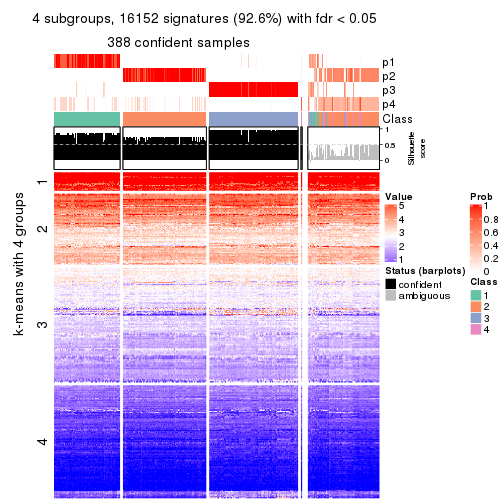 4 subgroups, 16152 signatures (92.6%) with fdr < 0.05
388 confident samples
p1
p2
p3
p4
Class
1
0.5
0
Silhouette
score
k-means with 4 groups
1
2
3
4
Value
5
4
3
2
1
Status (barplots)
confident
ambiguous
Prob
1
0.8
0.6
0.4
0.2
0
Class
1
2
3
4